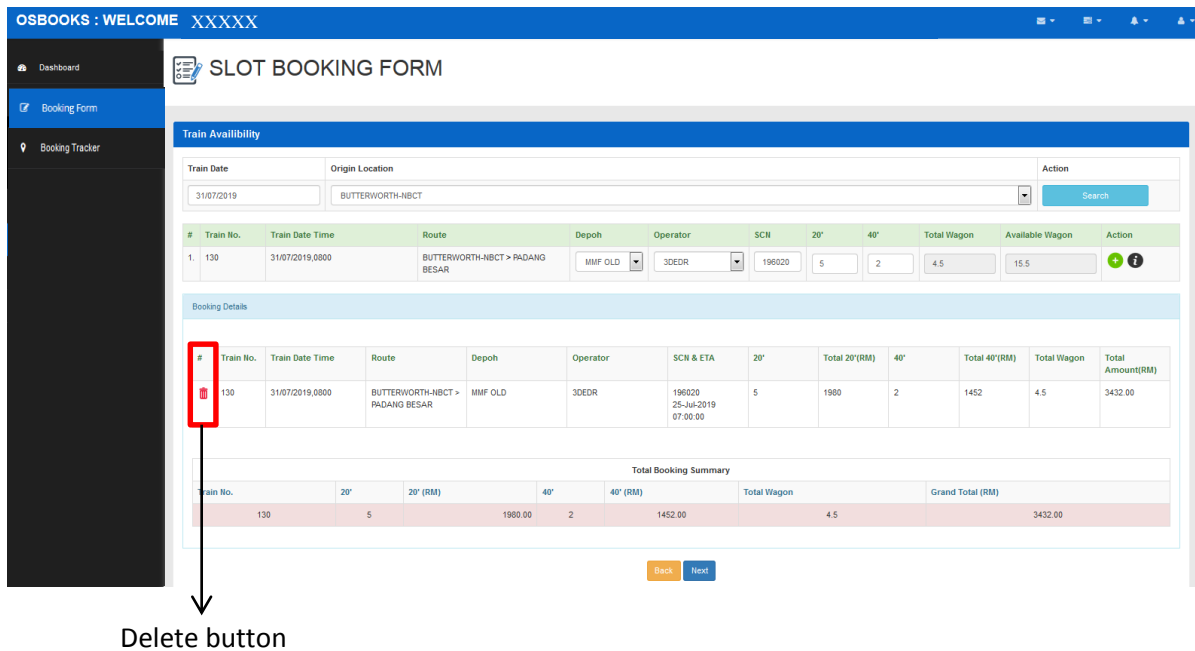 OSBOOKS : WELCOME XXXXX
Dashboard
Booking Form
Booking Tracker
SLOT BOOKING FORM
Train Availibility
Train Date Origin Location Action
31/07/2019 BUTTERWORTH-NBCT Search
# Train No. Train Date Time Route Depoh Operator SCN 20' 40' Total Wagon Available Wagon Action
1. 130 31/07/2019,0800 BUTTERWORTH-NBCT > PADANG MMF OLD 3DEDR 196020 5 2 4.5 15.5
BESAR
Booking Details
# Train No. Train Date Time Route Depoh Operator SCN & ETA 20' Total 20'(RM) 40' Total 40'(RM) Total Wagon Total
Amount(RM)
130 31/07/2019,0800 BUTTERWORTH-NBCT > MMF OLD 3DEDR 196020 5 1980 2 1452 4.5 3432.00
PADANG BESAR 25-Jul-2019
07:00:00
Total Booking Summary
Train No. 20' 20' (RM) 40' 40' (RM) Total Wagon Grand Total (RM)
130 5 1980.00 2 1452.00 4.5 3432.00
Back Next
Delete button